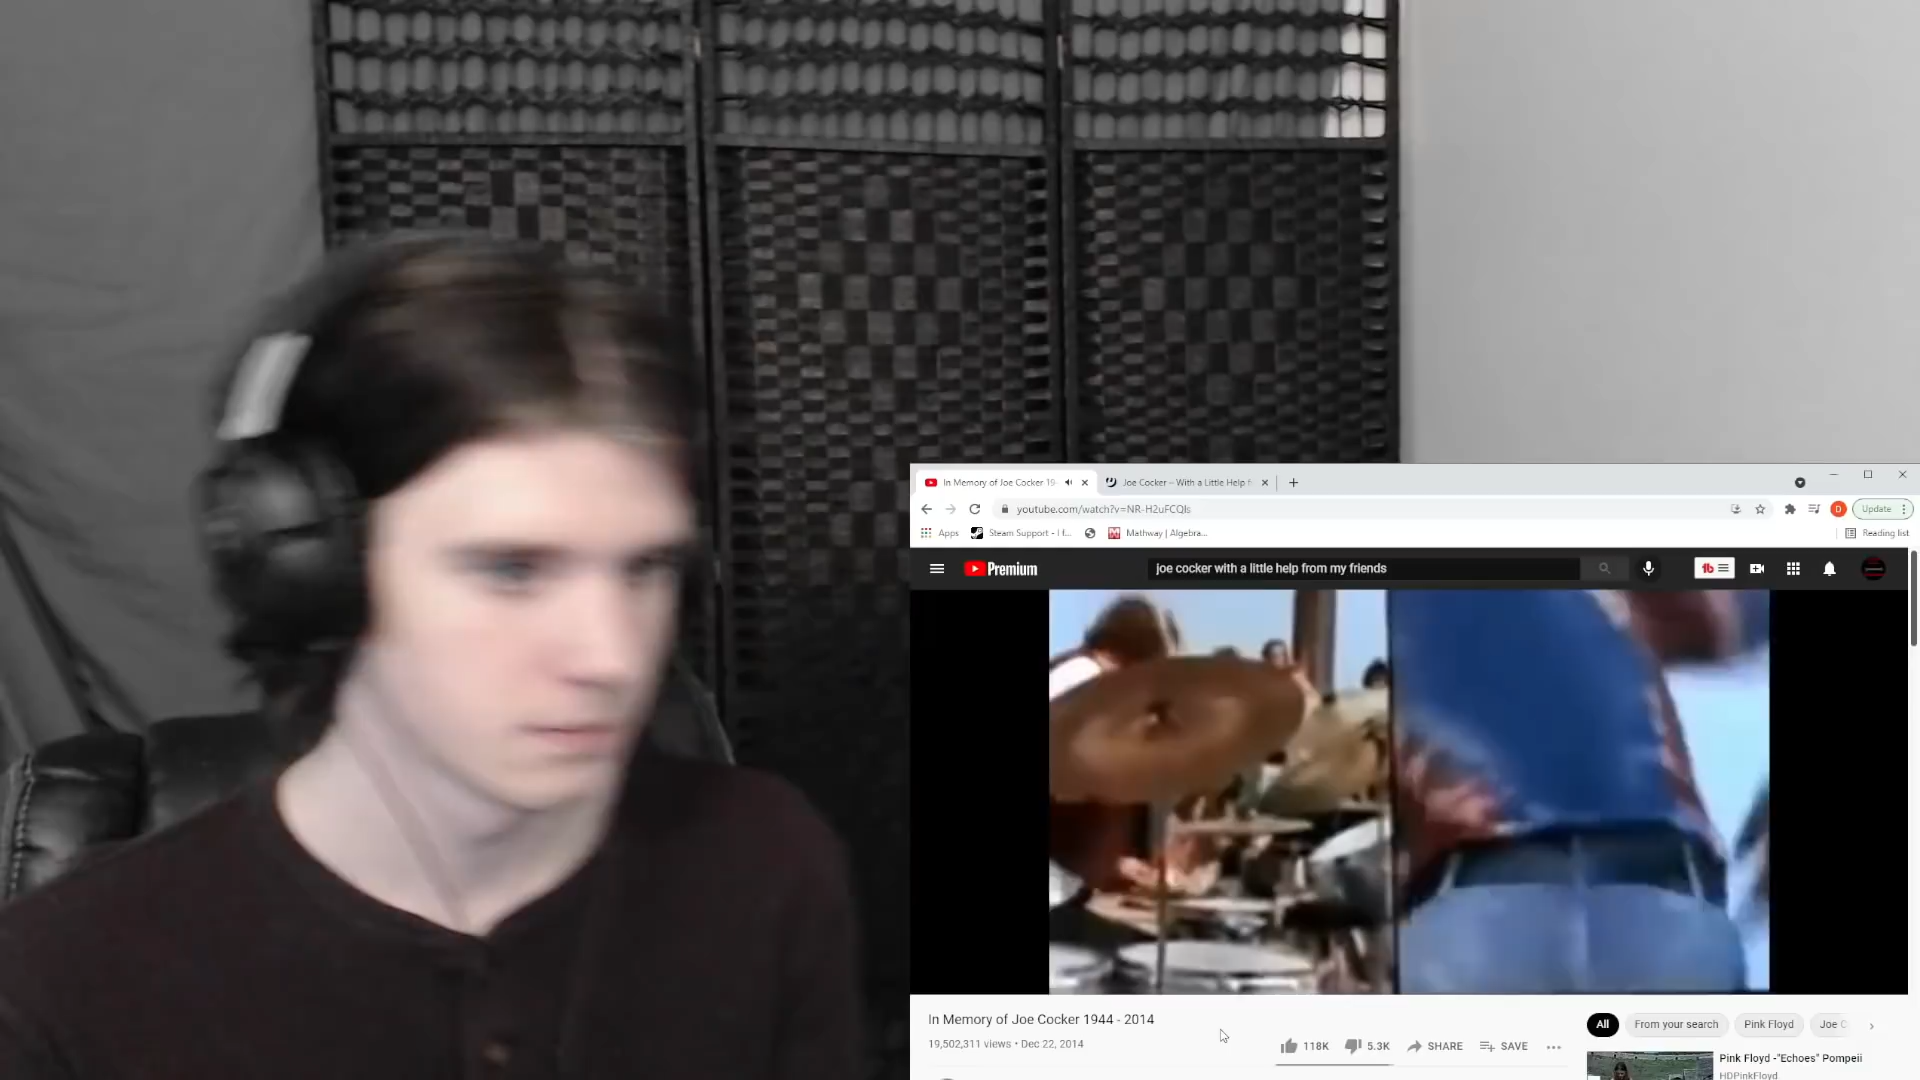 In Memory of Joe Cocker 19
Joe Cocker – With a Little Help f
youtube.com/watch?v=NR-H2uFCQls
Update
Apps
Steam Support - I f...
Mathway | Algebra...
Reading list
Premium
joe cocker with a little help from my friends
tb
D
In Memory of Joe Cocker 1944 - 2014
19,502,311 views • Dec 22, 2014
118K
5.3K
SHARE
SAVE
All
From your search
Pink Floyd
Joe C
Pink Floyd -"Echoes" Pompeii
HDPinkFloyd